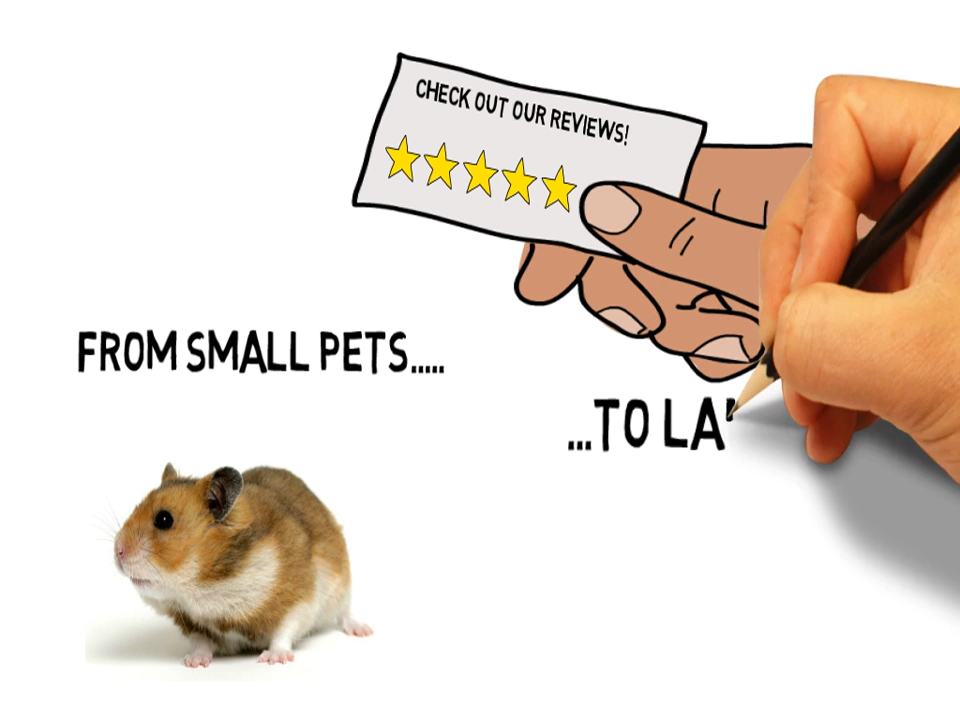 CHECK OUT OUR REVIEWS!
FROM SMALL PETS.....
...TO LA